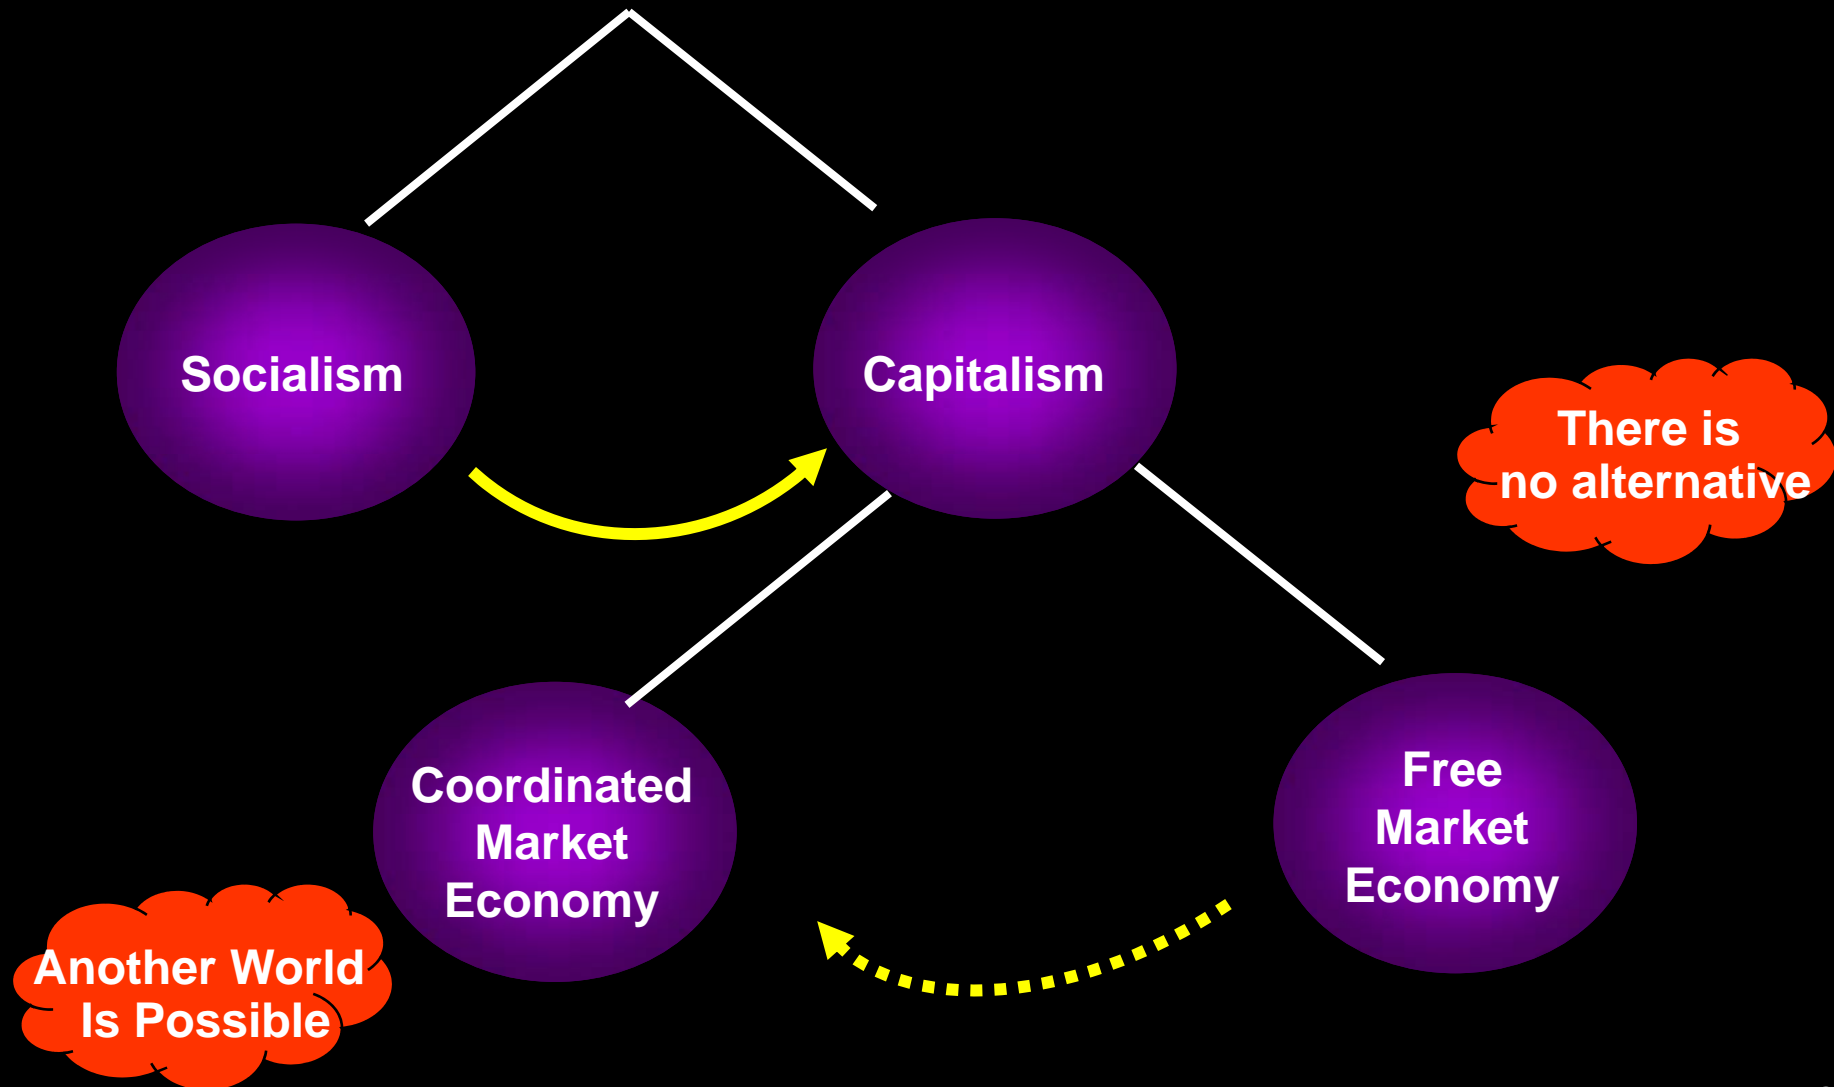 Socialism
Capitalism
There is
no alternative
Coordinated
Market
Economy
Free
Market
Economy
Another World
Is Possible